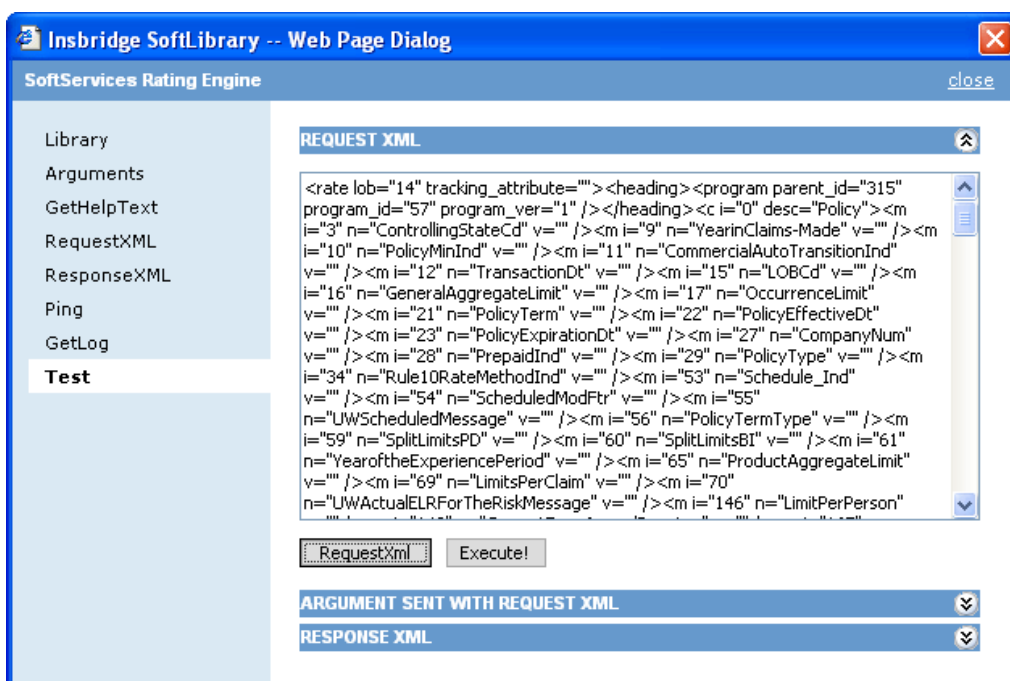 Insbridge SoftLibrary -- Web Page Dialog
SoftServices Rating Engine
close
Library
Arguments
GetHelpText
RequestXML
ResponseXML
Ping
GetLog
Test
REQUEST XML
<rate lob="14" tracking_attribute=""><heading><program parent_id="315"
program_id="57" program_ver="1" /></heading><c i="0" desc="Policy"><m
i="3" n="ControllingStateCd" v="" /><m i="9" n="YearinClaims-Made" v="" /><m
i="10" n="PolicyMinInd" v="" /><m i="11" n="CommercialAutoTransitionInd"
v="" /><m i="12" n="TransactionDt" v="" /><m i="15" n="LOBCd" v="" /><m
i="16" n="GeneralAggregateLimit" v="" /><m i="17" n="OccurrenceLimit"
v="" /><m i="21" n="PolicyTerm" v="" /><m i="22" n="PolicyEffectiveDt"
v="" /><m i="23" n="PolicyExpirationDt" v="" /><m i="27" n="CompanyNum"
v="" /><m i="28" n="PrepaidInd" v="" /><m i="29" n="PolicyType" v="" /><m
i="34" n="Rule10RateMethodInd" v="" /><m i="53" n="Schedule_Ind"
v="" /><m i="54" n="ScheduledModFtr" v="" /><m i="55"
n="UWScheduledMessage" v="" /><m i="56" n="PolicyTermType" v="" /><m
i="59" n="SplitLimitsPD" v="" /><m i="60" n="SplitLimitsBI" v="" /><m i="61"
n="YearoftheExperiencePeriod" v="" /><m i="65" n="ProductAggregateLimit"
v="" /><m i="69" n="LimitsPerClaim" v="" /><m i="70"
n="UWActualELRForTheRiskMessage" v="" /><m i="146" n="LimitPerPerson"
RequestXml
Execute!
ARGUMENT SENT WITH REQUEST XML
RESPONSE XML